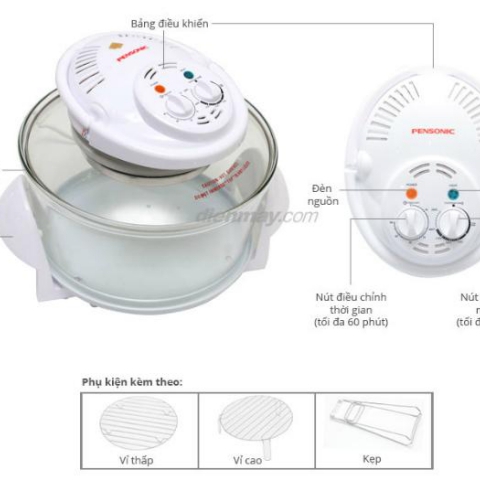 Bảng điều khiển
PENSONIC
dienmay.com
PENSONIC
Đèn
nguồn
Nút điều chỉnh
thời gian
(tối đa 60 phút)
Nút
(tối đ
Phụ kiện kèm theo:
Vỉ thấp
Vỉ cao
Kẹp